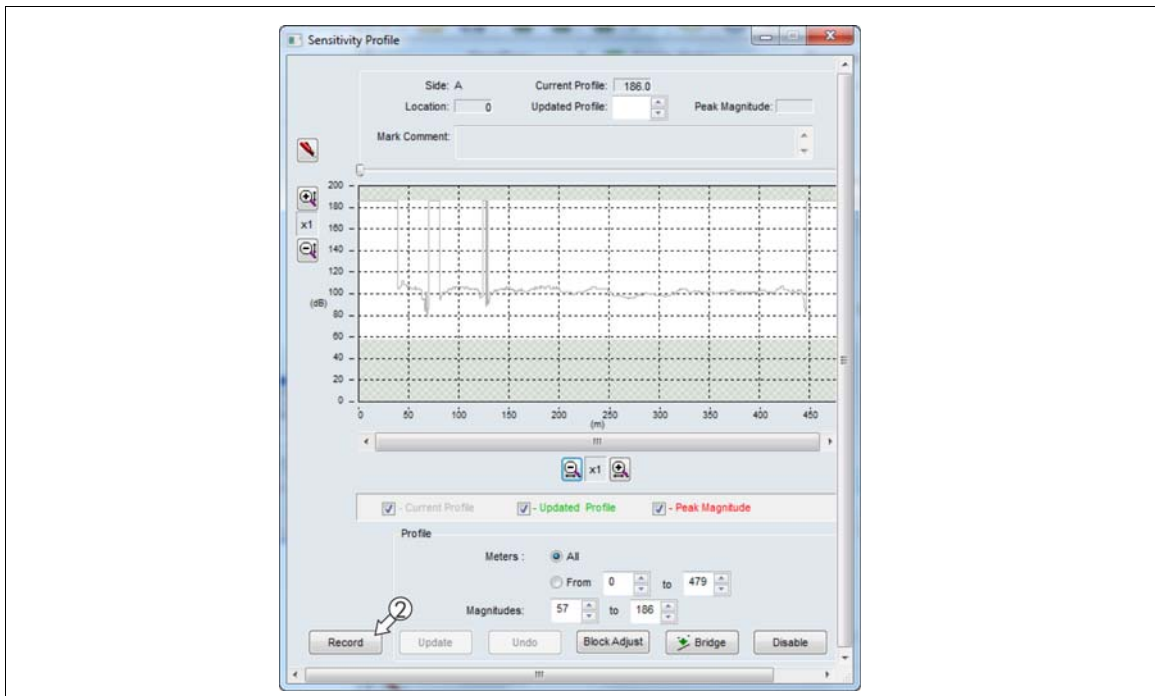 Sensitivity Profile
Side: A Current Profile: 186.0
Location: 0 Updated Profile: Peak Magnitude:
Mark Comment:
200
180
x1
160
140
120
(dB)
100
80
60
40
20
0
0 50 100 150 200 250 300 350 400 450
(m)
x1
- Current Profile - Updated Profile - Peak Magnitude
Profile
Meters : All
From 0 to 479
Magnitudes: 57 to 186
2
Record Update Undo Block Adjust Bridge Disable